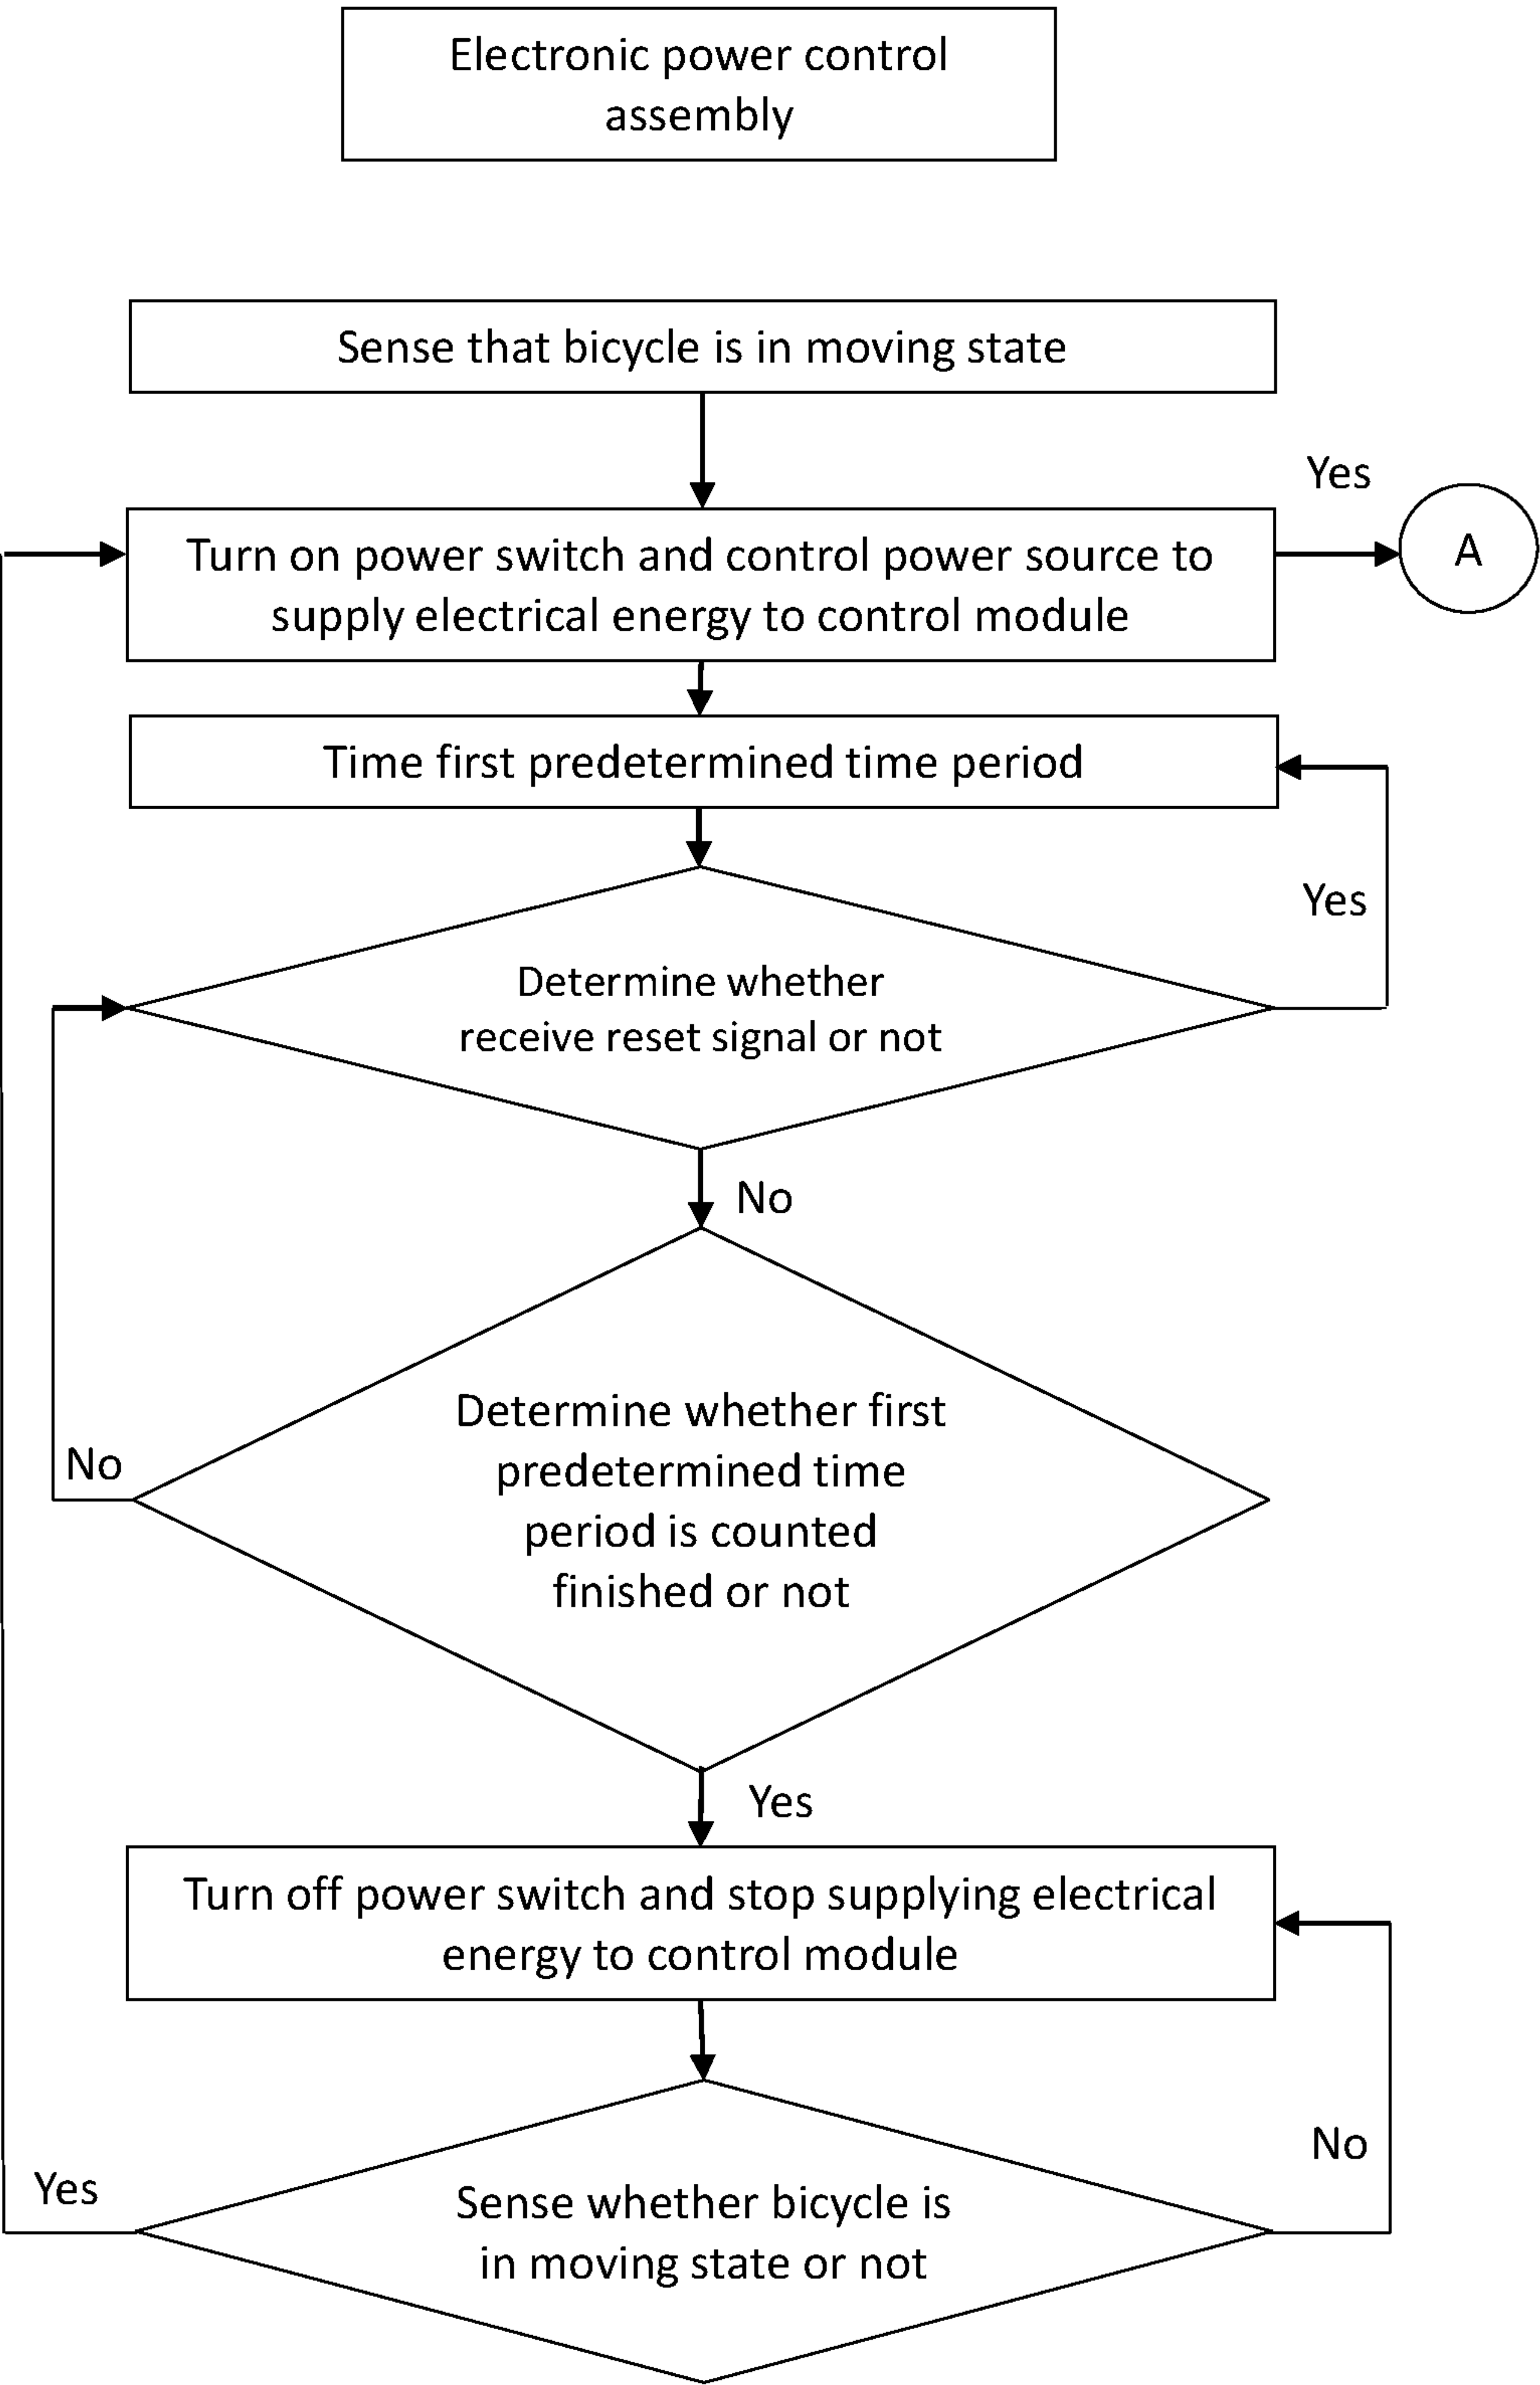 Electronic power control
assembly
Sense that bicycle is in moving state
Yes
Turn on power switch and control power source to
supply electrical energy to control module
A
Time first predetermined time period
Yes
Determine whether
receive reset signal or not
No
Determine whether first
predetermined time
period is counted
finished or not
No
Yes
Turn off power switch and stop supplying electrical
energy to control module
No
Yes
Sense whether bicycle is
in moving state or not